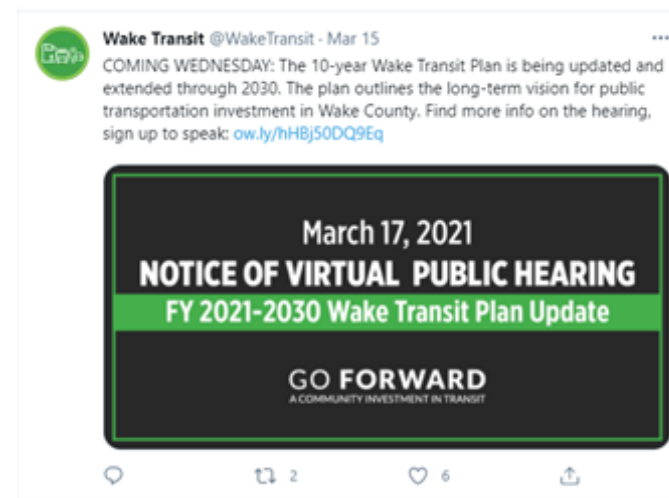 Wake Transit @WakeTransit · Mar 15
COMING WEDNESDAY: The 10-year Wake Transit Plan is being updated and
extended through 2030. The plan outlines the long-term vision for public
transportation investment in Wake County. Find more info on the hearing,
sign up to speak: ow.ly/hHBj50DQ9Eq
March 17, 2021
NOTICE OF VIRTUAL PUBLIC HEARING
FY 2021-2030 Wake Transit Plan Update
GO FORWARD
A COMMUNITY INVESTMENT IN TRANSIT
2 6